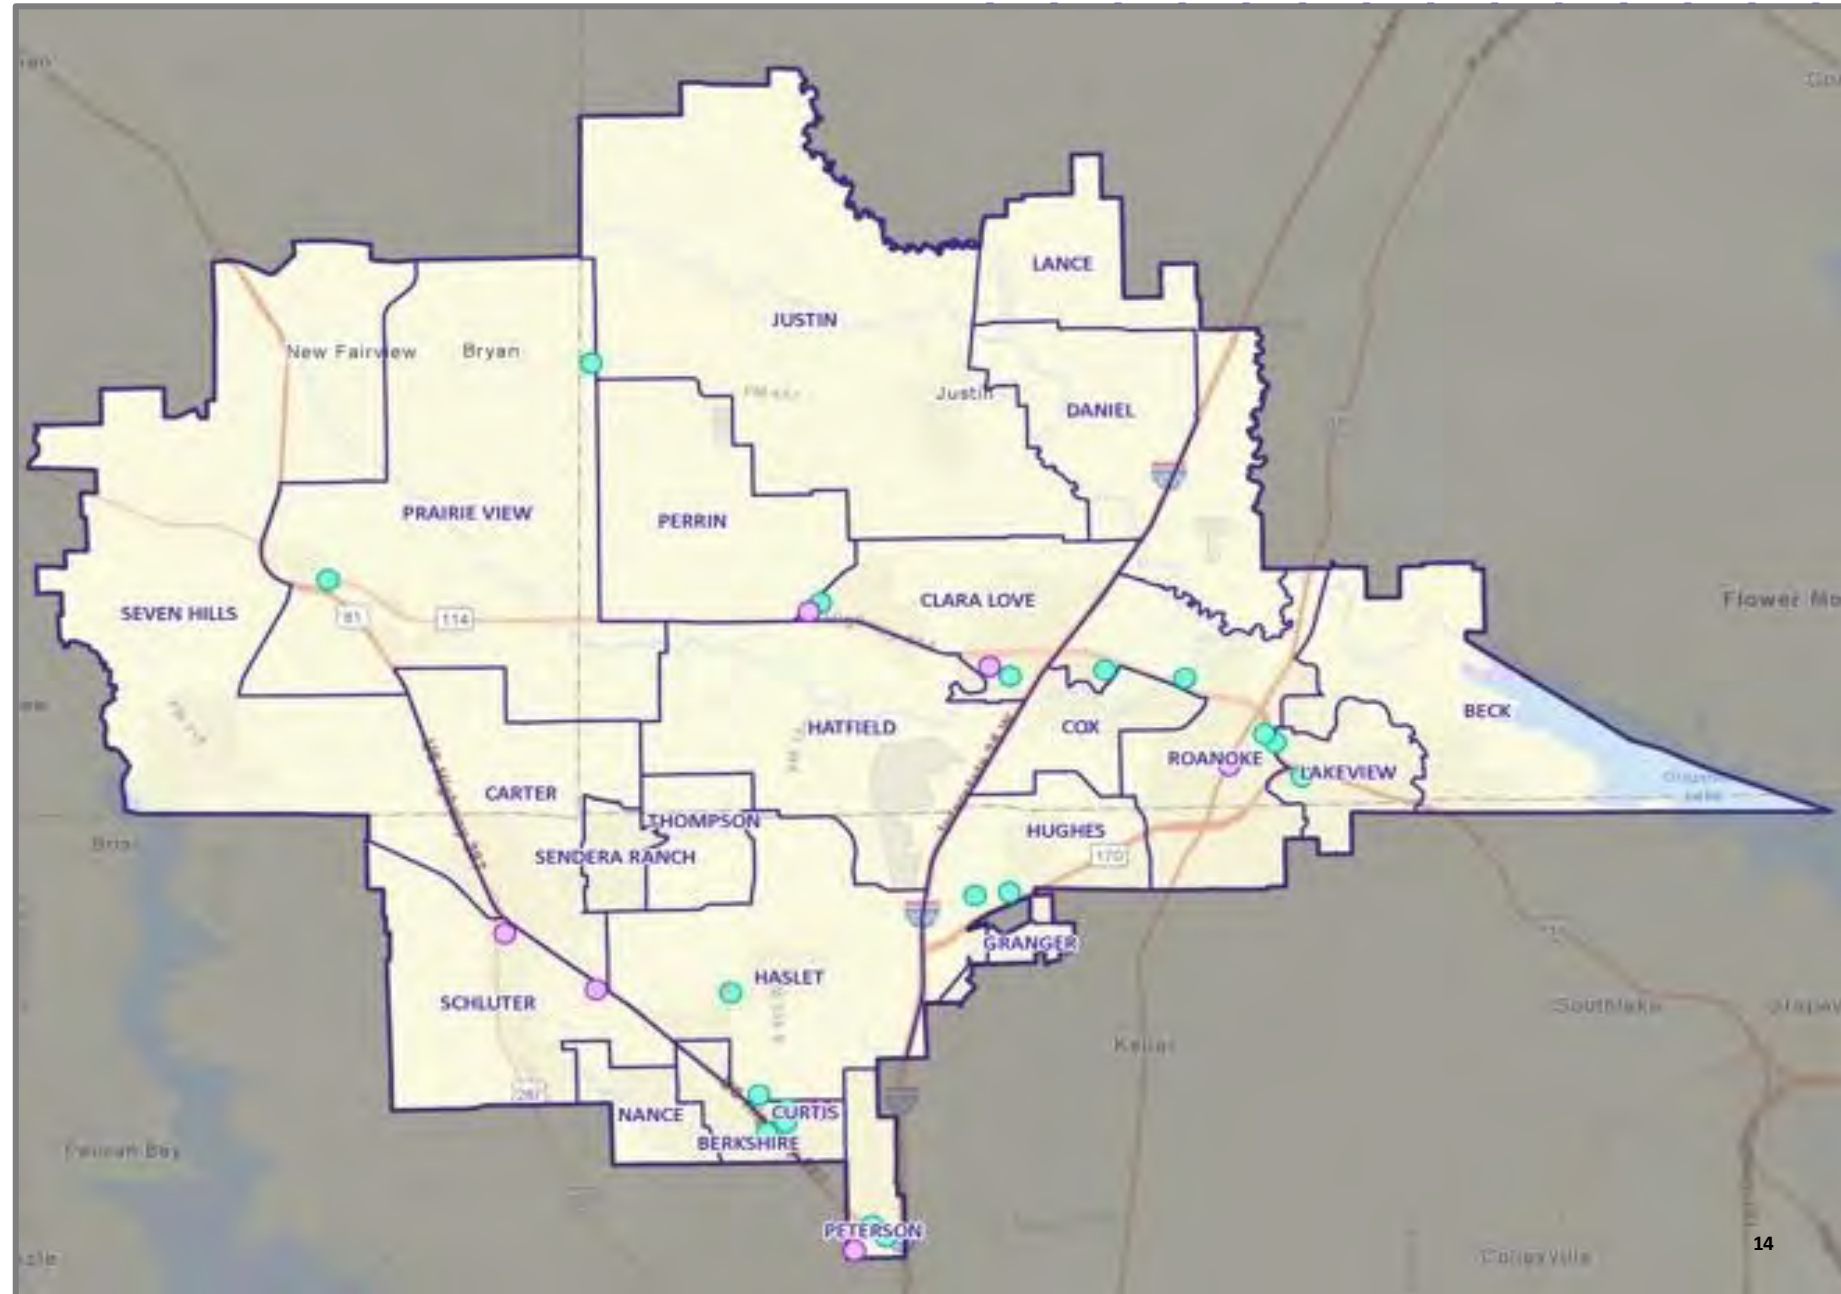 LANCE
JUSTIN
New Fairview
Bryan
Justin
DANIEL
PRAIRIE VIEW
PERRIN
CLARA LOVE
Flower Mo
SEVEN HILLS
81
114
HATFIELD
COX
BECK
ROANOKE
LAKEVIEW
CARTER
THOMPSON
HUGHES
SENDERA RANCH
170
GRANGER
HASLET
SCHLUTER
Southlake
Keller
287
NANCE
CURTIS
BERKSHIRE
Pelican Bay
PETERSON
14
Colleyville